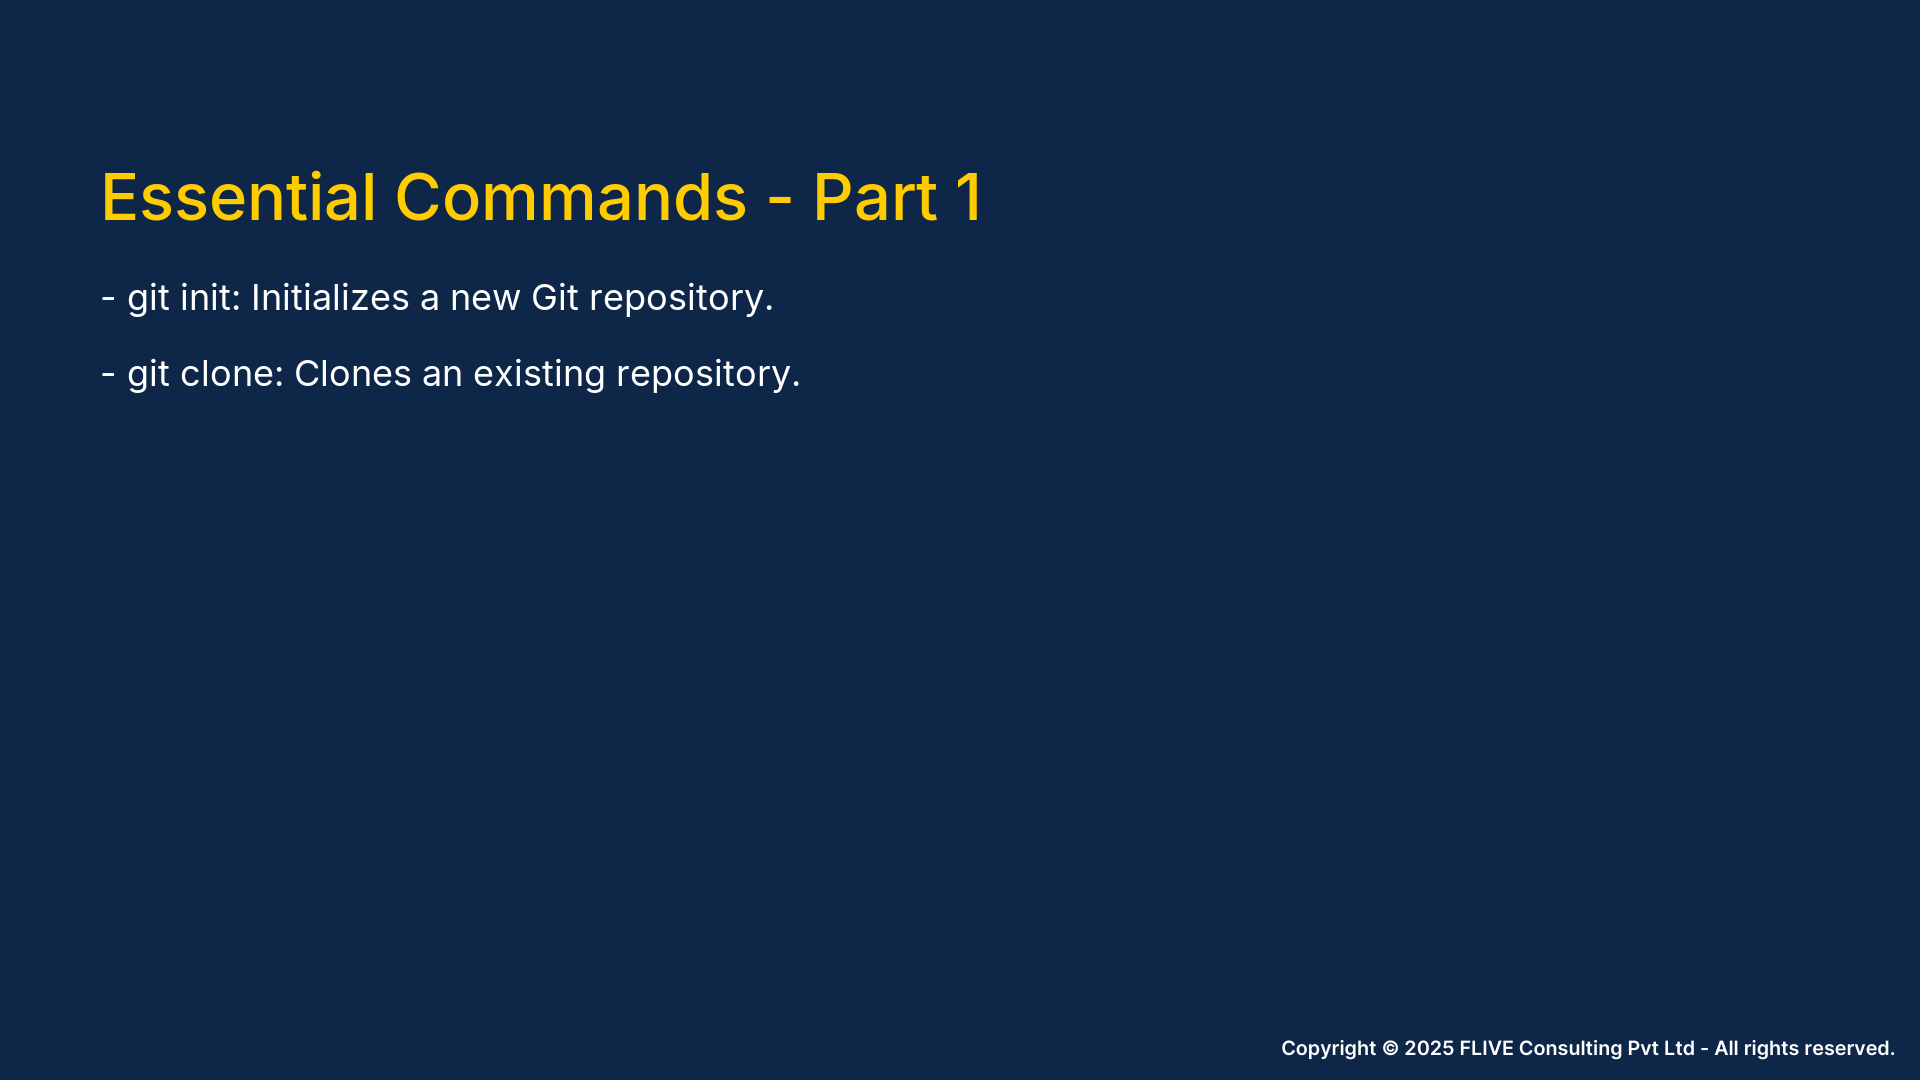 Essential Commands - Part 1
- git init: Initializes a new Git repository.
- git clone: Clones an existing repository.
Copyright © 2025 FLIVE Consulting Pvt Ltd - All rights reserved.